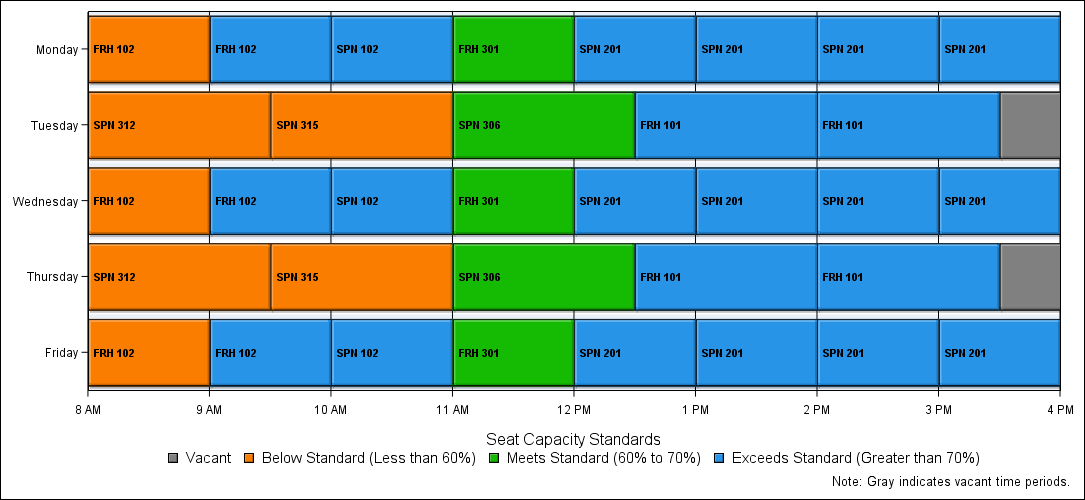 Monday FRH 102 FRH 102 SPN 102 FRH 301 SPN 201 SPN 201 SPN 201 SPN 201
Tuesday SPN 312 SPN 315 SPN 306 FRH 101 FRH 101
Wednesday FRH 102 FRH 102 SPN 102 FRH 301 SPN 201 SPN 201 SPN 201 SPN 201
Thursday SPN 312 SPN 315 SPN 306 FRH 101 FRH 101
Friday FRH 102 FRH 102 SPN 102 FRH 301 SPN 201 SPN 201 SPN 201 SPN 201
8 AM 9 AM 10 AM 11 AM 12 PM 1 PM 2 PM 3 PM 4 PM
Seat Capacity Standards
Vacant Below Standard (Less than 60%) Meets Standard (60% to 70%) Exceeds Standard (Greater than 70%)
Note: Gray indicates vacant time periods.